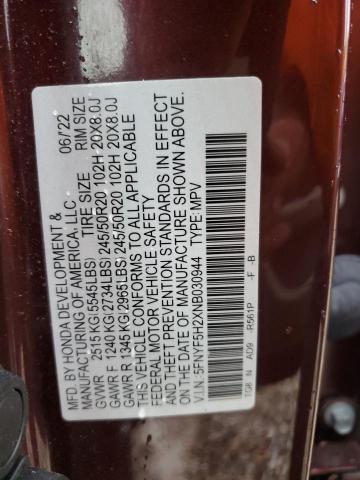 MFD. BY HONDA DEVELOPMENT & 06/22
MANUFACTURING OF AMERICA, LLC
TIRE SIZE RIM SIZE
GVWR 2515 KG(5545LBS)
GAWR F 1240 KG(2734LBS) 245/50R20 102H 20X8.0J
GAWR R 1345 KG(2965LBS) 245/50R20 102H 20X8.0J
THIS VEHICLE CONFORMS TO ALL APPLICABLE
FEDERAL MOTOR VEHICLE SAFETY
AND THEFT PREVENTION STANDARDS IN EFFECT
ON THE DATE OF MANUFACTURE SHOWN ABOVE.
V.I.N: 5FNYF5H2XNB030944 TYPE:MPV
TG8 N AD9 -R561P -F -B